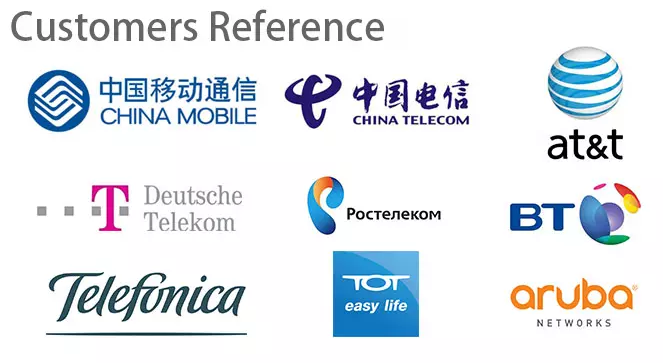 Customers Reference
中国移动通信
CHINA MOBILE
中国电信
CHINA TELECOM
at&t
T
Deutsche
Telekom
Ростелеком
BT
Telefonica
TOT
easy life
aruba®
NETWORKS